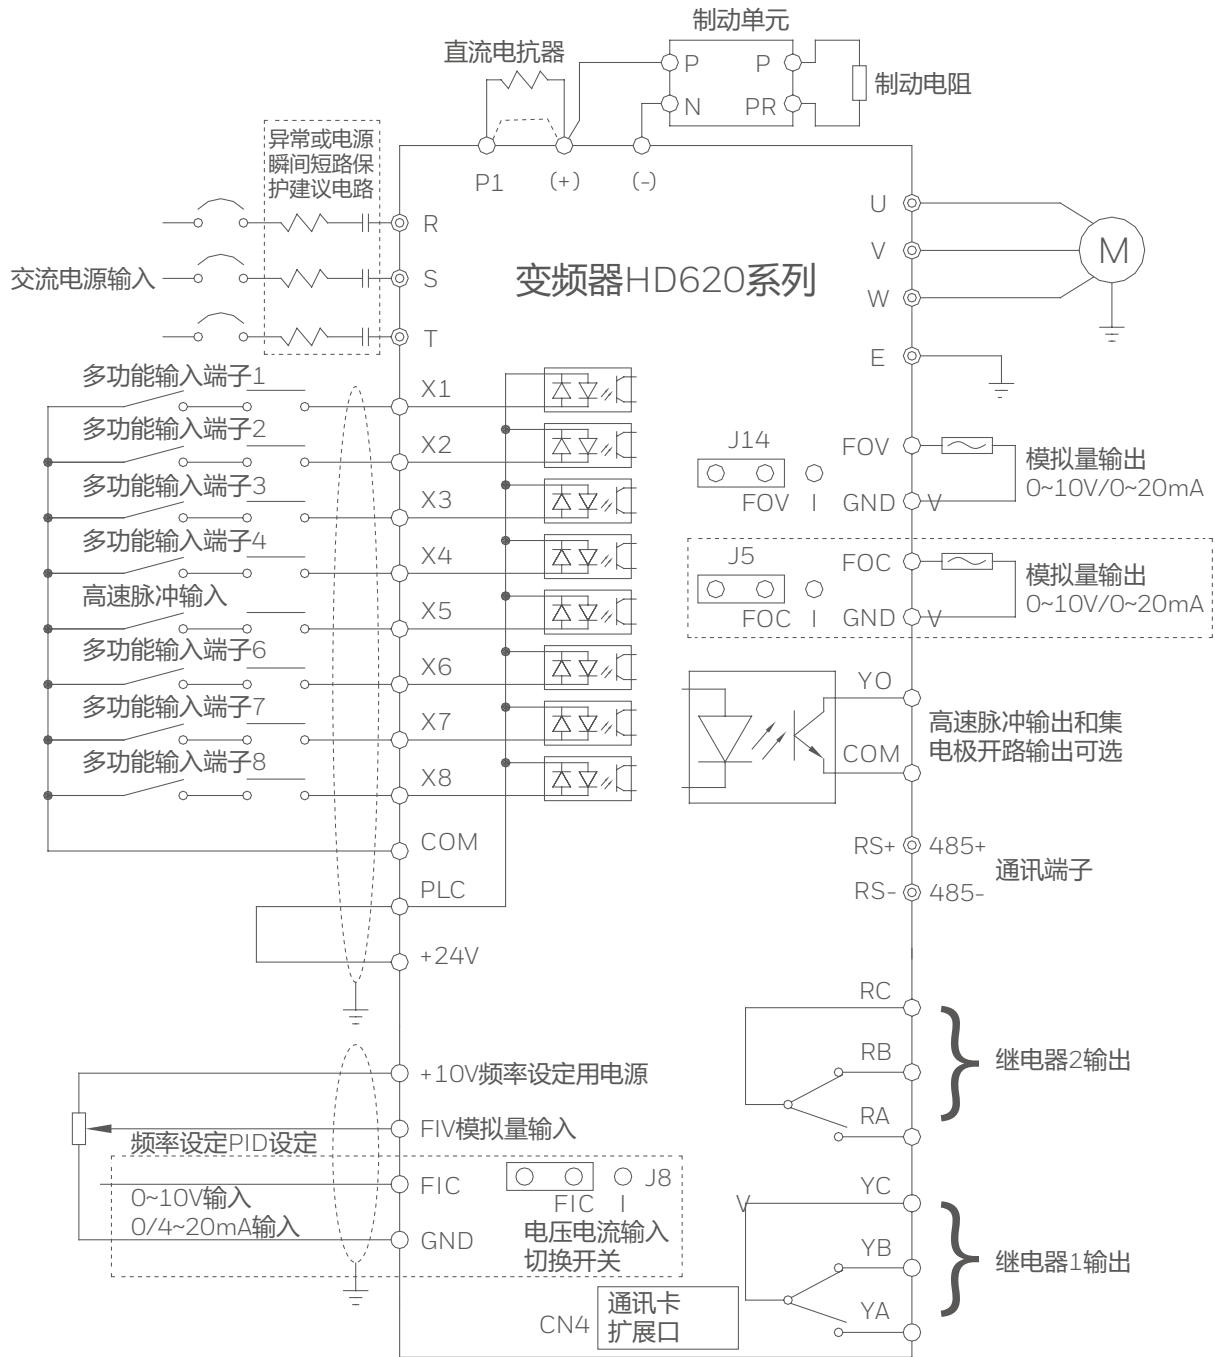 制动单元
直流电抗器
P P
N PR
制动电阻
异常或电源
瞬间短路保
护建议电路
P1 (+) (-)
R
S
T
交流电源输入
变频器HD620系列
U
V
W
E
M
多功能输入端子1
X1
多功能输入端子2
X2
多功能输入端子3
X3
多功能输入端子4
X4
高速脉冲输入
X5
多功能输入端子6
X6
多功能输入端子7
X7
多功能输入端子8
X8
COM
PLC
+24V
J14
FOV I
FOV
GND V
模拟量输出
0~10V/0~20mA
J5
FOC I
FOC
GND V
模拟量输出
0~10V/0~20mA
YO
COM
高速脉冲输出和集
电极开路输出可选
RS+ 485+
RS- 485-
通讯端子
RC
RB
RA
继电器2输出
+10V频率设定用电源
FIV模拟量输入
频率设定PID设定
FIC
0~10V输入
0/4~20mA输入
GND
J8
FIC I
电压电流输入
切换开关
V
YC
YB
YA
继电器1输出
CN4
通讯卡
扩展口